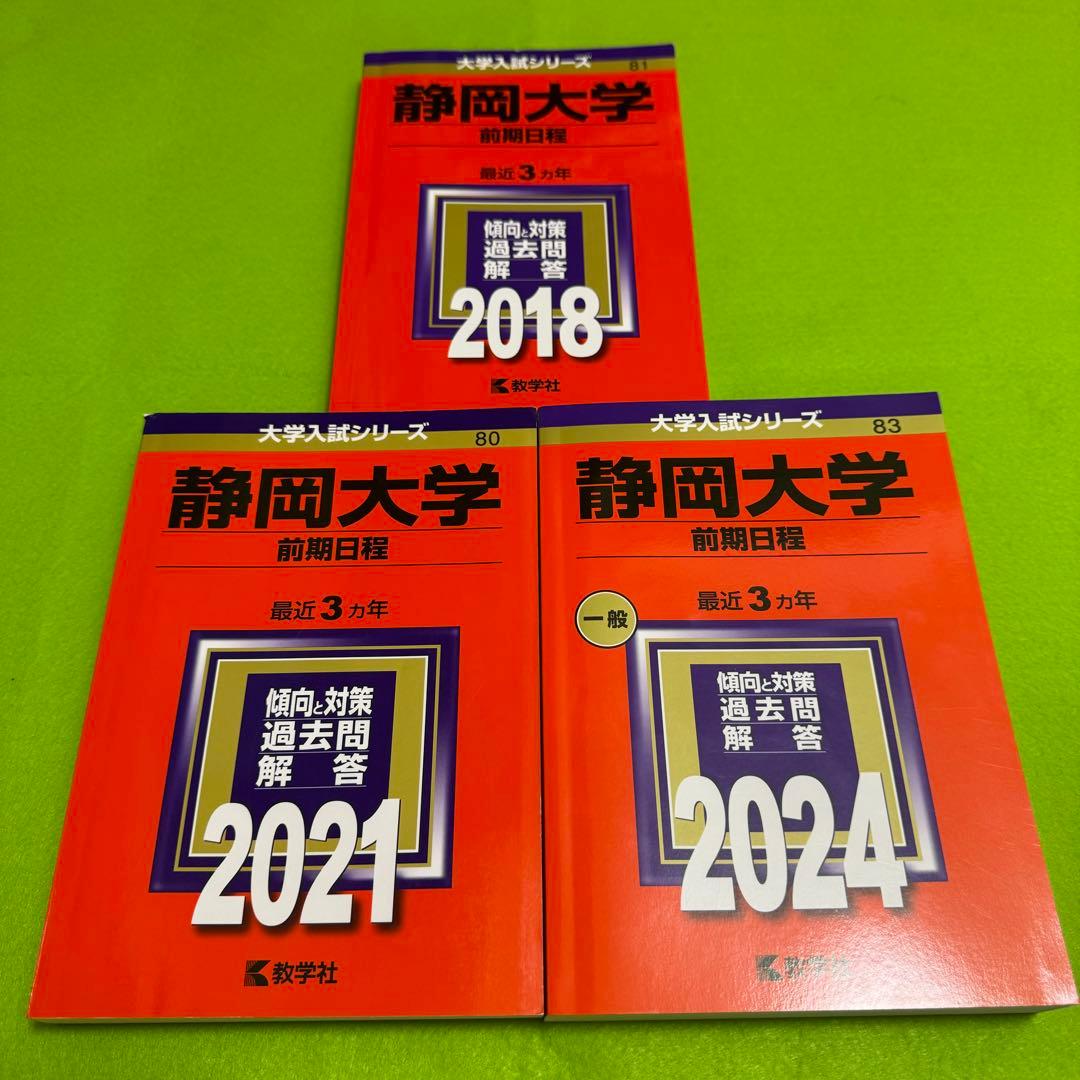 大学入試シリーズ
81
静岡大学
前期日程
最近3ヵ年
傾向と対策
過去問
解答
2018
教学社
大学入試シリーズ
80
静岡大学
前期日程
最近3ヵ年
傾向と対策
過去問
解答
2021
教学社
大学入試シリーズ
83
静岡大学
前期日程
最近3ヵ年
一般
傾向と対策
過去問
解答
2024
教学社